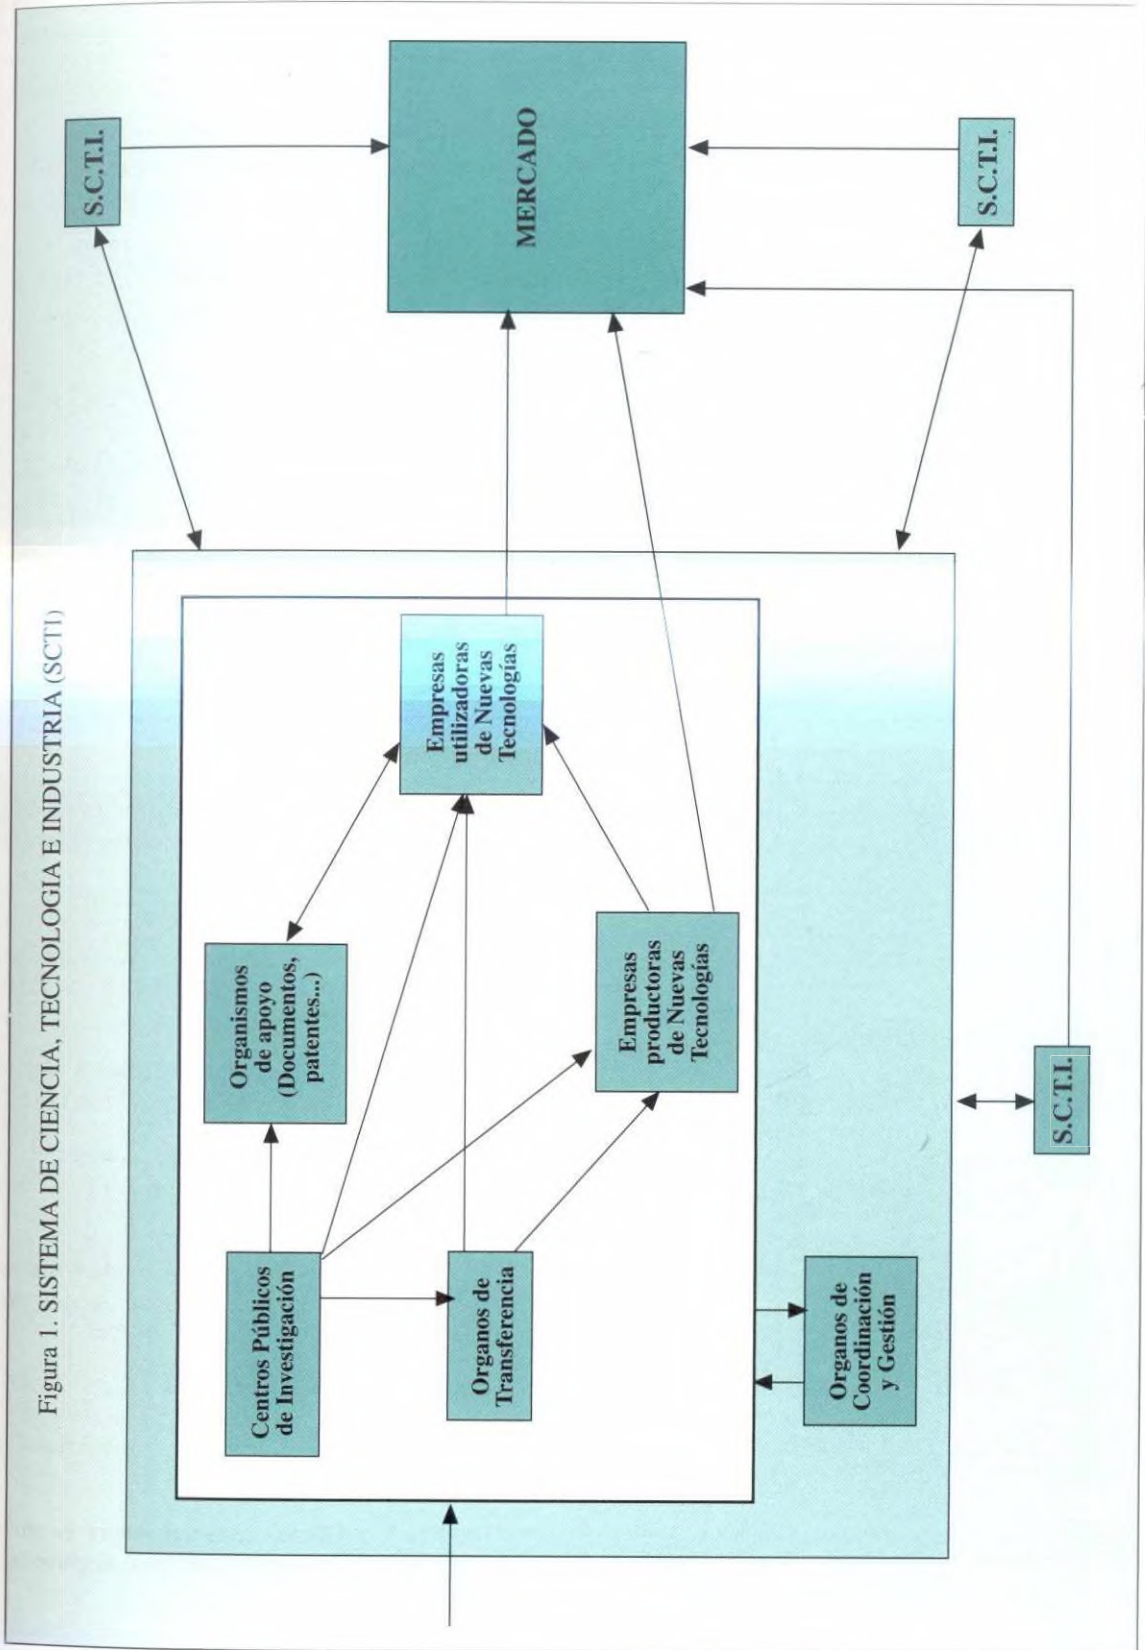 Figura 1. SISTEMA DE CIENCIA, TECNOLOGIA E INDUSTRIA (SCTI)
S.C.T.I.
Centros Públicos
de Investigación
Organismos
de apoyo
(Documentos,
patentes...)
Empresas
utilizadoras
de Nuevas
Tecnologías
MERCADO
Organos de
Transferencia
Empresas
productoras
de Nuevas
Tecnologías
Organos de
Coordinación
y Gestión
S.C.T.I.
S.C.T.I.